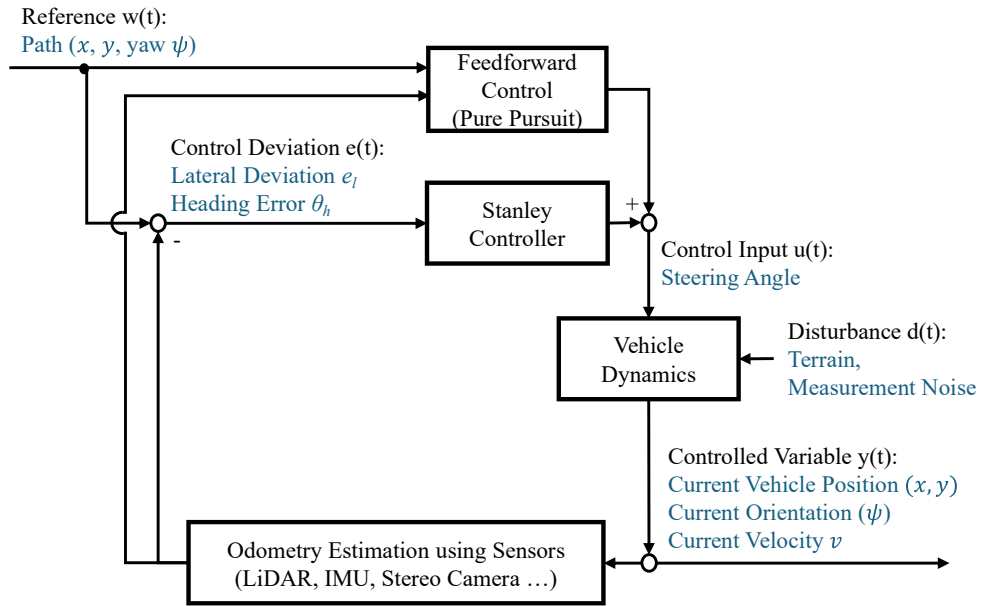 Reference w(t):
Path (x, y, yaw ψ)
Feedforward
Control
(Pure Pursuit)
Control Deviation e(t):
Lateral Deviation eₗ
Heading Error θₕ
Stanley
Controller
+
-
Control Input u(t):
Steering Angle
Vehicle
Dynamics
Disturbance d(t):
Terrain,
Measurement Noise
Controlled Variable y(t):
Current Vehicle Position (x, y)
Current Orientation (ψ)
Current Velocity v
Odometry Estimation using Sensors
(LiDAR, IMU, Stereo Camera …)